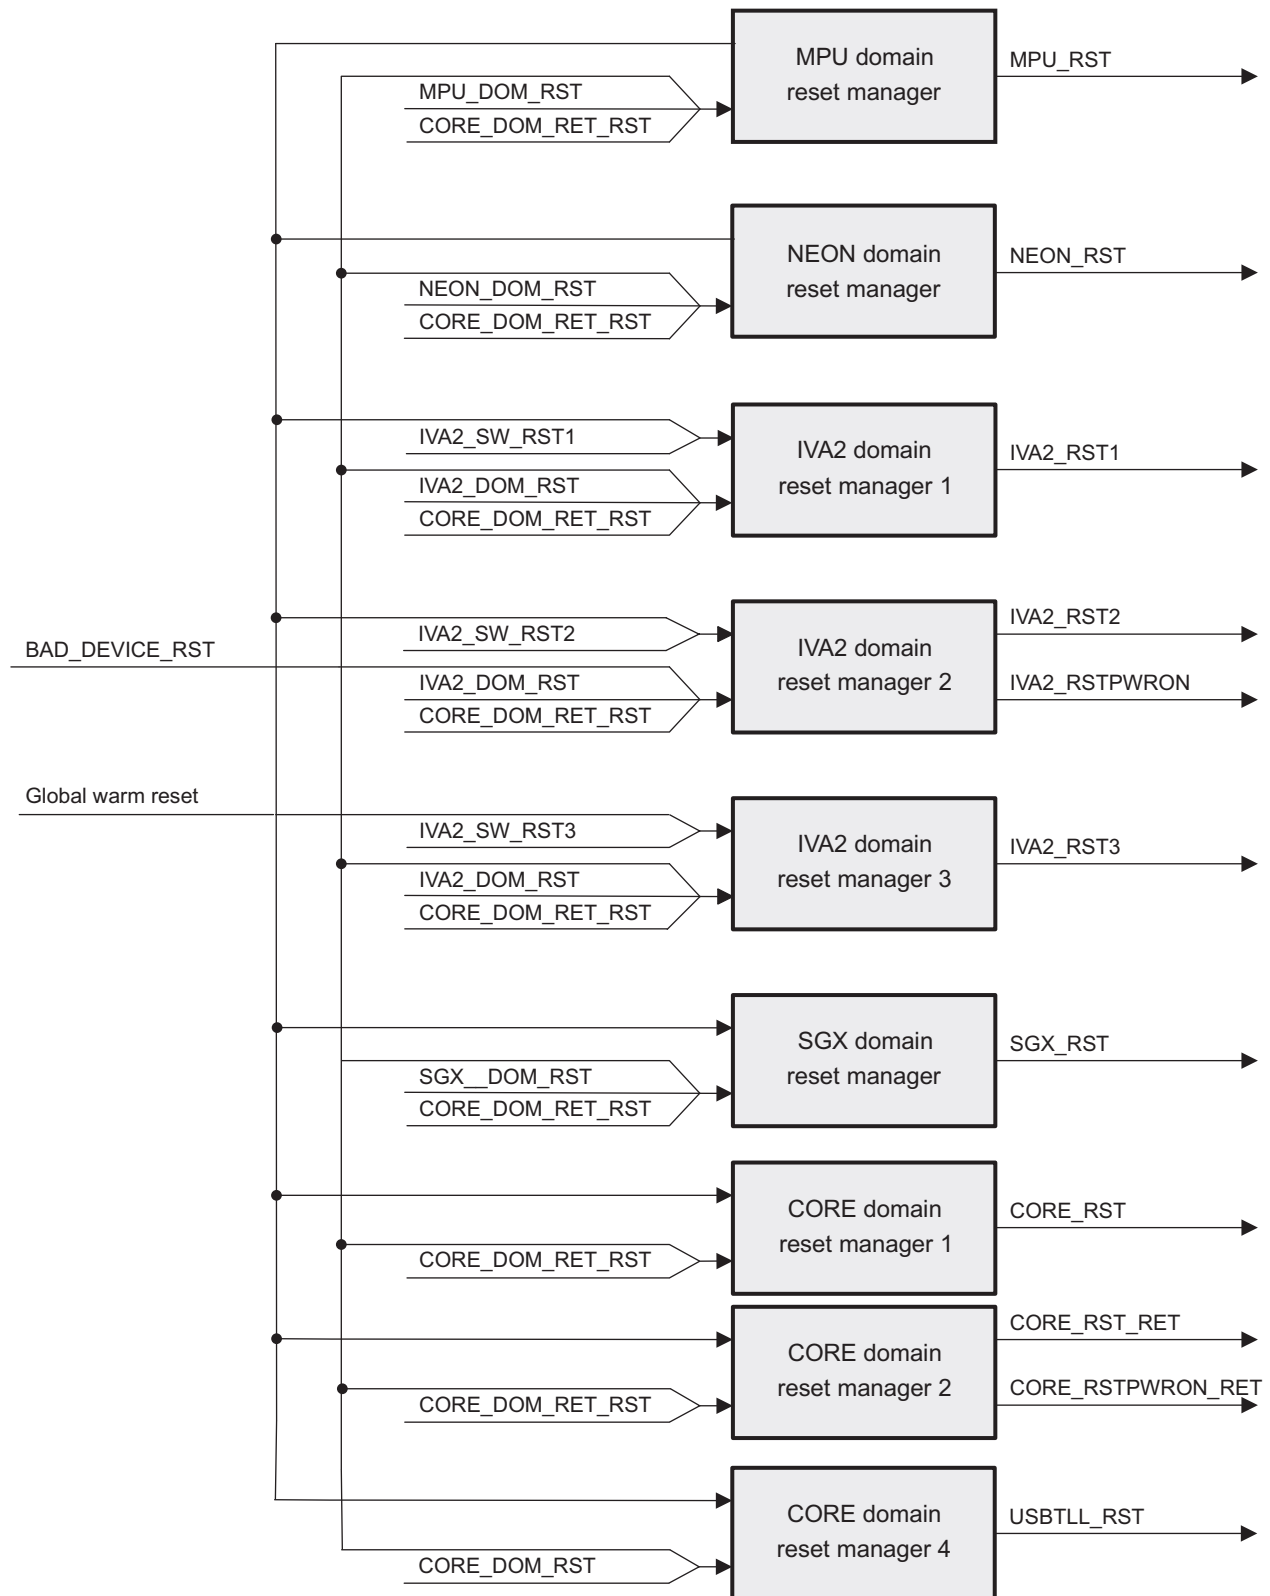 MPU domain
reset manager
MPU_RST
MPU_DOM_RST
CORE_DOM_RET_RST
NEON domain
reset manager
NEON_RST
NEON_DOM_RST
CORE_DOM_RET_RST
IVA2_SW_RST1
IVA2 domain
reset manager 1
IVA2_RST1
IVA2_DOM_RST
CORE_DOM_RET_RST
BAD_DEVICE_RST
IVA2_SW_RST2
IVA2 domain
reset manager 2
IVA2_RST2
IVA2_RSTPWRON
IVA2_DOM_RST
CORE_DOM_RET_RST
Global warm reset
IVA2_SW_RST3
IVA2 domain
reset manager 3
IVA2_RST3
IVA2_DOM_RST
CORE_DOM_RET_RST
SGX domain
reset manager
SGX_RST
SGX__DOM_RST
CORE_DOM_RET_RST
CORE domain
reset manager 1
CORE_RST
CORE_DOM_RET_RST
CORE domain
reset manager 2
CORE_RST_RET
CORE_RSTPWRON_RET
CORE_DOM_RET_RST
CORE domain
reset manager 4
USBTLL_RST
CORE_DOM_RST